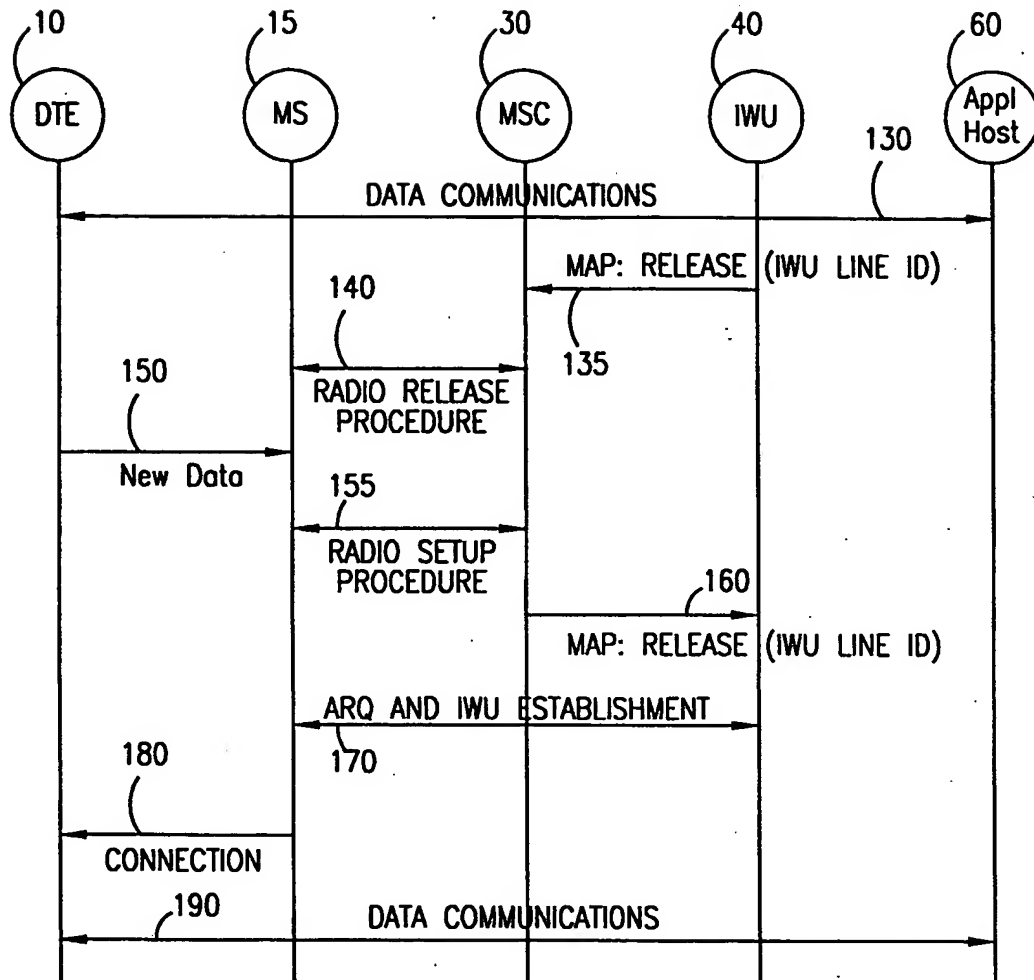 10 15 30 40 60
DTE MS MSC IWU Appl
Host
130
DATA COMMUNICATIONS
MAP: RELEASE (IWU LINE ID)
140
135
150
RADIO RELEASE
PROCEDURE
New Data
155
RADIO SETUP
PROCEDURE
160
MAP: RELEASE (IWU LINE ID)
ARQ AND IWU ESTABLISHMENT
170
180
CONNECTION
190
DATA COMMUNICATIONS